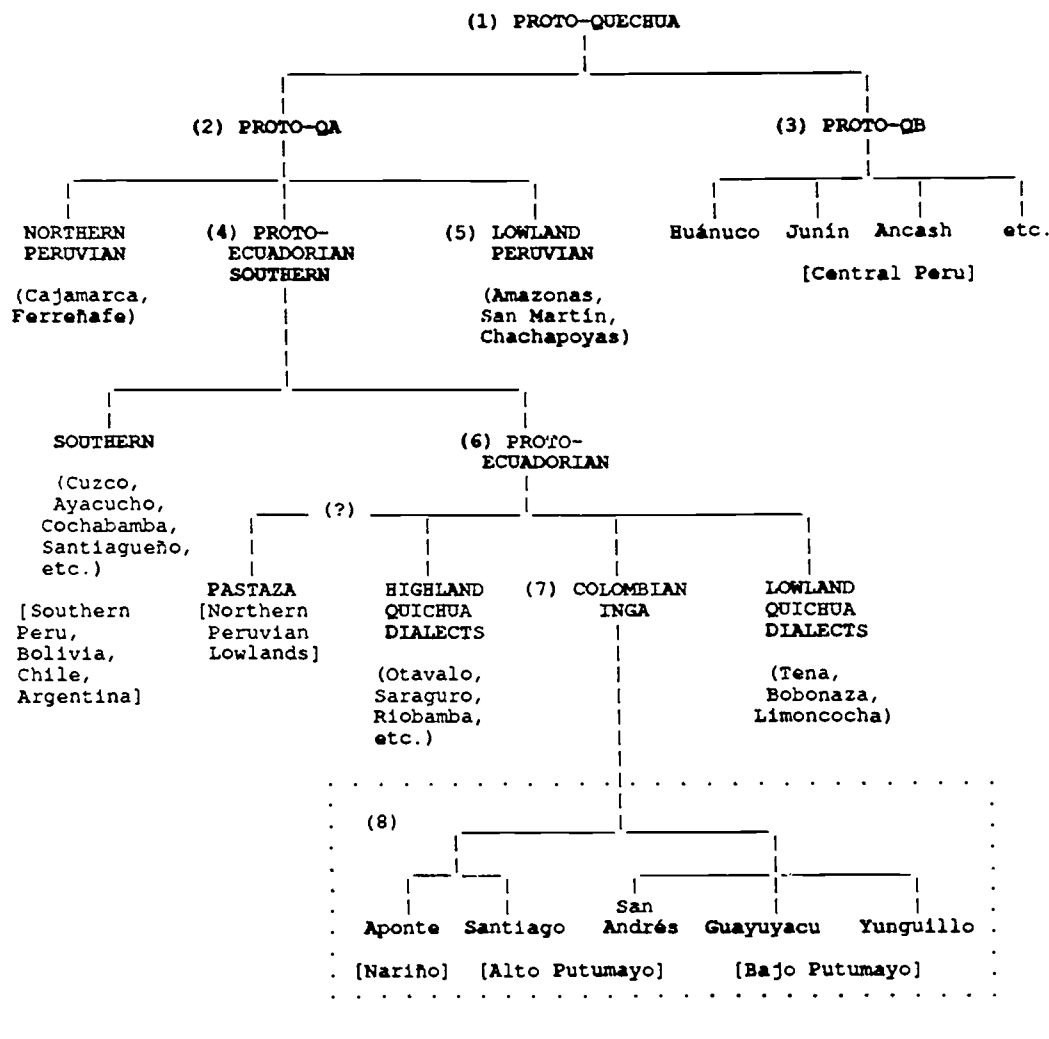 (1) PROTO-QUECHUA
(2) PROTO-QA
(3) PROTO-QB
NORTHERN
PERUVIAN
(Cajamarca,
Ferreñafe)
(4) PROTO-
ECUADORIAN
SOUTHERN
(5) LOWLAND
PERUVIAN
(Amazonas,
San Martín,
Chachapoyas)
Huánuco Junín Ancash etc.
[Central Peru]
SOUTHERN
(Cuzco,
Ayacucho,
Cochabamba,
Santiagueño,
etc.)
[Southern
Peru,
Bolivia,
Chile,
Argentina]
(6) PROTO-
ECUADORIAN
(?)
PASTAZA
[Northern
Peruvian
Lowlands]
HIGHLAND
QUICHUA
DIALECTS
(Otavalo,
Saraguro,
Riobamba,
etc.)
(7) COLOMBIAN
INGA
LOWLAND
QUICHUA
DIALECTS
(Tena,
Bobonaza,
Limoncocha)
(8)
Aponte Santiago
San
Andrés Guayuyacu Yunguillo
[Nariño] [Alto Putumayo] [Bajo Putumayo]